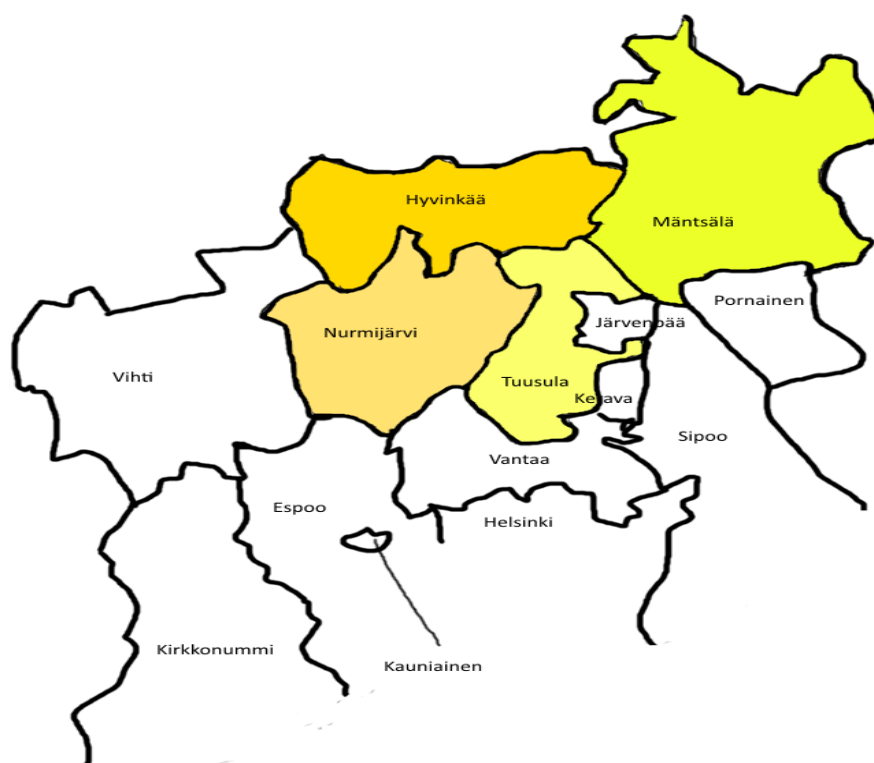 Hyvinkää
Mäntsälä
Pornainen
Järvenpää
Nurmijärvi
Vihti
Tuusula
Kerava
Sipoo
Vantaa
Espoo
Helsinki
Kirkkonummi
Kauniainen